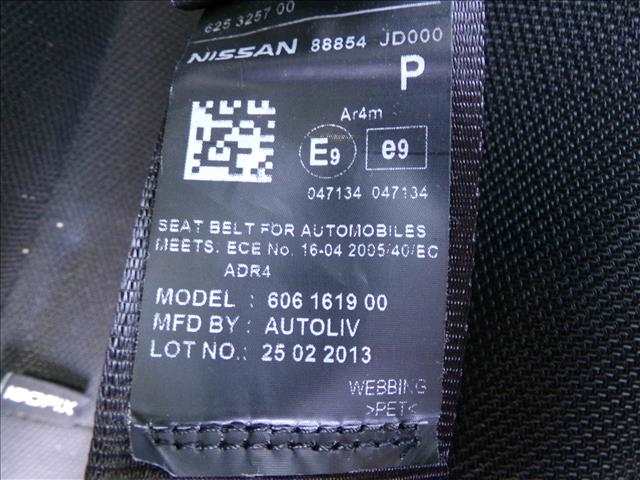 625 3257 00
NISSAN 88854 JD000
P
Ar4m
E9 e9
047134 047134
SEAT BELT FOR AUTOMOBILES
MEETS. ECE No. 16-04 2005/40/EC
ADR4
MODEL : 606 1619 00
MFD BY : AUTOLIV
LOT NO.: 25 02 2013
WEBBING
>PET<
ISOFIX